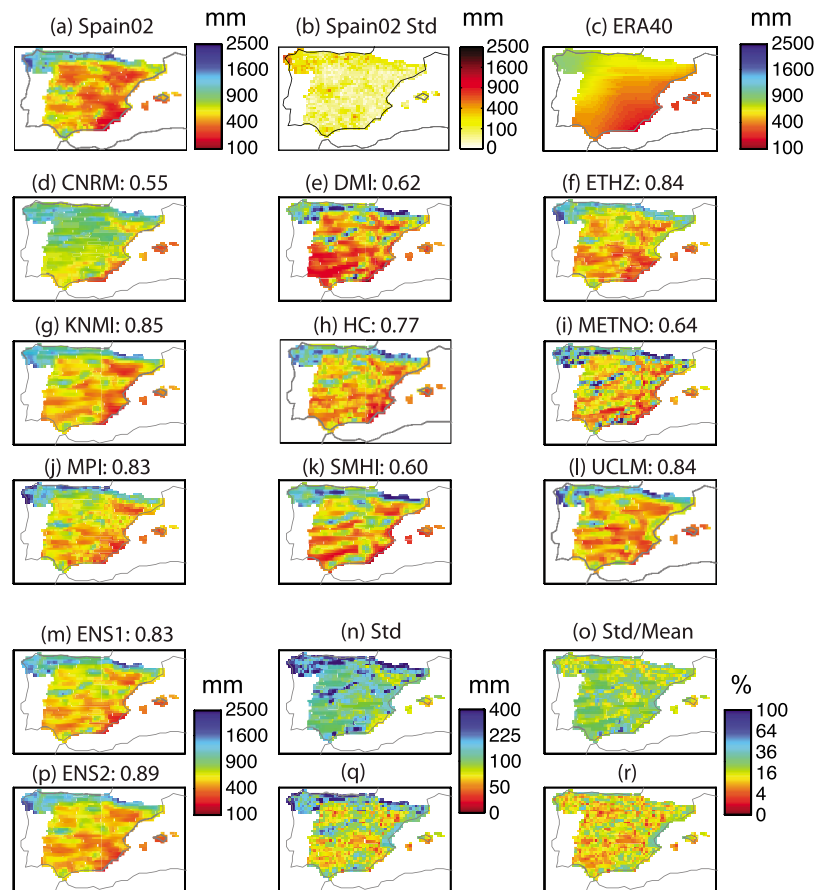 (a) Spain02
mm
2500
1600
900
400
100
(b) Spain02 Std
mm
2500
1600
900
400
100
0
(c) ERA40
mm
2500
1600
900
400
100
(d) CNRM: 0.55
(e) DMI: 0.62
(f) ETHZ: 0.84
(g) KNMI: 0.85
(h) HC: 0.77
(i) METNO: 0.64
(j) MPI: 0.83
(k) SMHI: 0.60
(l) UCLM: 0.84
(m) ENS1: 0.83
(n) Std
(o) Std/Mean
mm
2500
1600
900
400
100
mm
400
225
100
50
0
%
100
64
36
16
4
0
(p) ENS2: 0.89
(q)
(r)